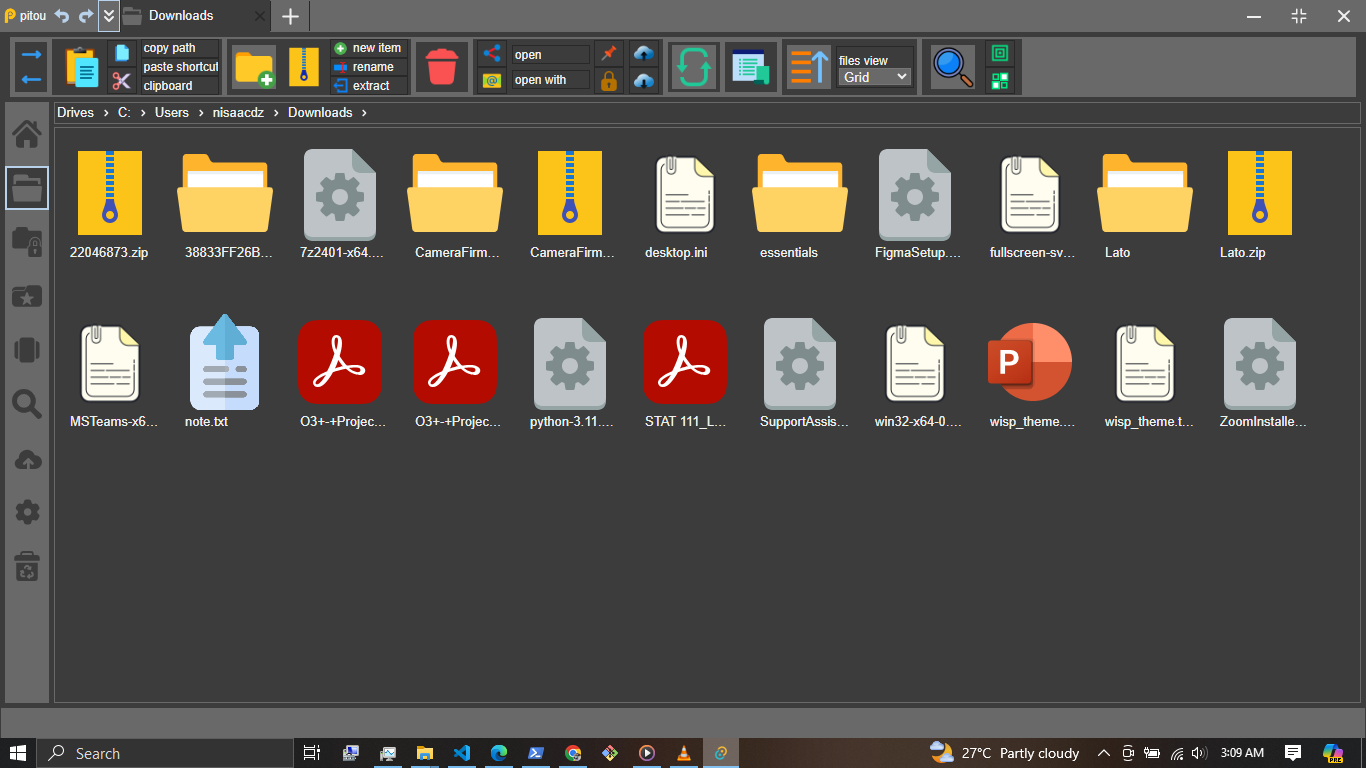 pitou
Downloads
copy path
paste shortcut
clipboard
new item
rename
extract
open
open with
files view
Grid
Drives › C: › Users › nisaacdz › Downloads ›
22046873.zip
38833FF26B...
7z2401-x64....
CameraFirm...
CameraFirm...
desktop.ini
essentials
FigmaSetup....
fullscreen-sv...
Lato
Lato.zip
MSTeams-x6...
note.txt
O3+-+Projec...
O3+-+Projec...
python-3.11....
STAT 111_L...
SupportAssis...
win32-x64-0....
wisp_theme....
wisp_theme.t...
ZoomInstalle...
Search
27°C Partly cloudy
3:09 AM
PRE